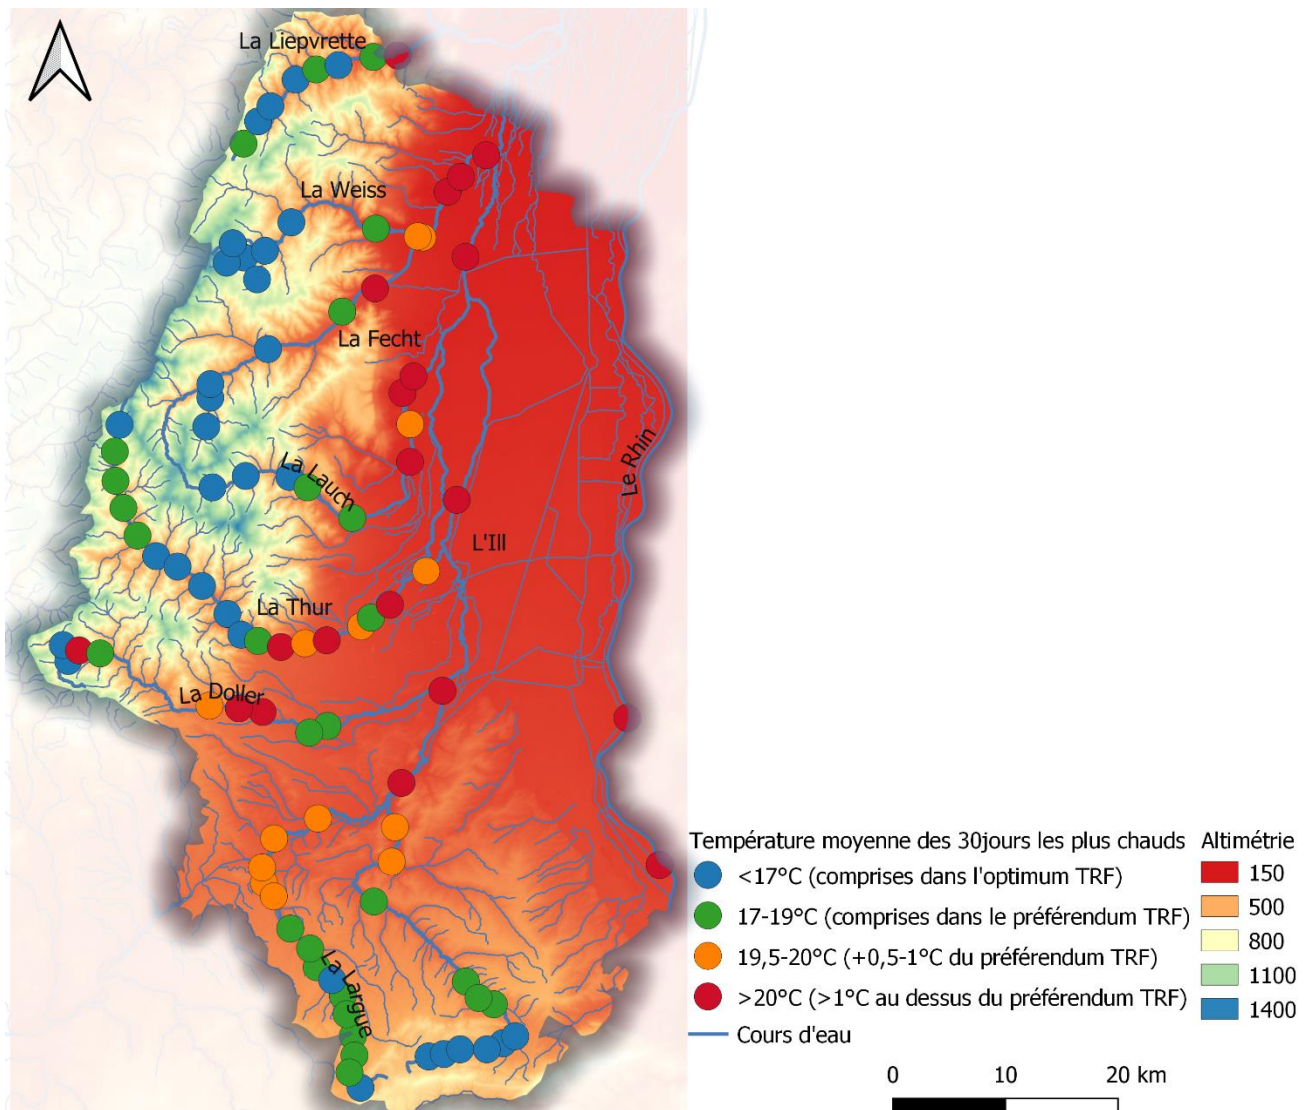 La Liepvrette
La Weiss
La Fecht
La Lauch
Le Rhin
L'Ill
La Thur
La Doller
La Largue
Température moyenne des 30jours les plus chauds
<17°C (comprises dans l'optimum TRF)
17-19°C (comprises dans le préférendum TRF)
19,5-20°C (+0,5-1°C du préférendum TRF)
>20°C (>1°C au dessus du préférendum TRF)
Cours d'eau
Altimétrie
150
500
800
1100
1400
0 10 20 km